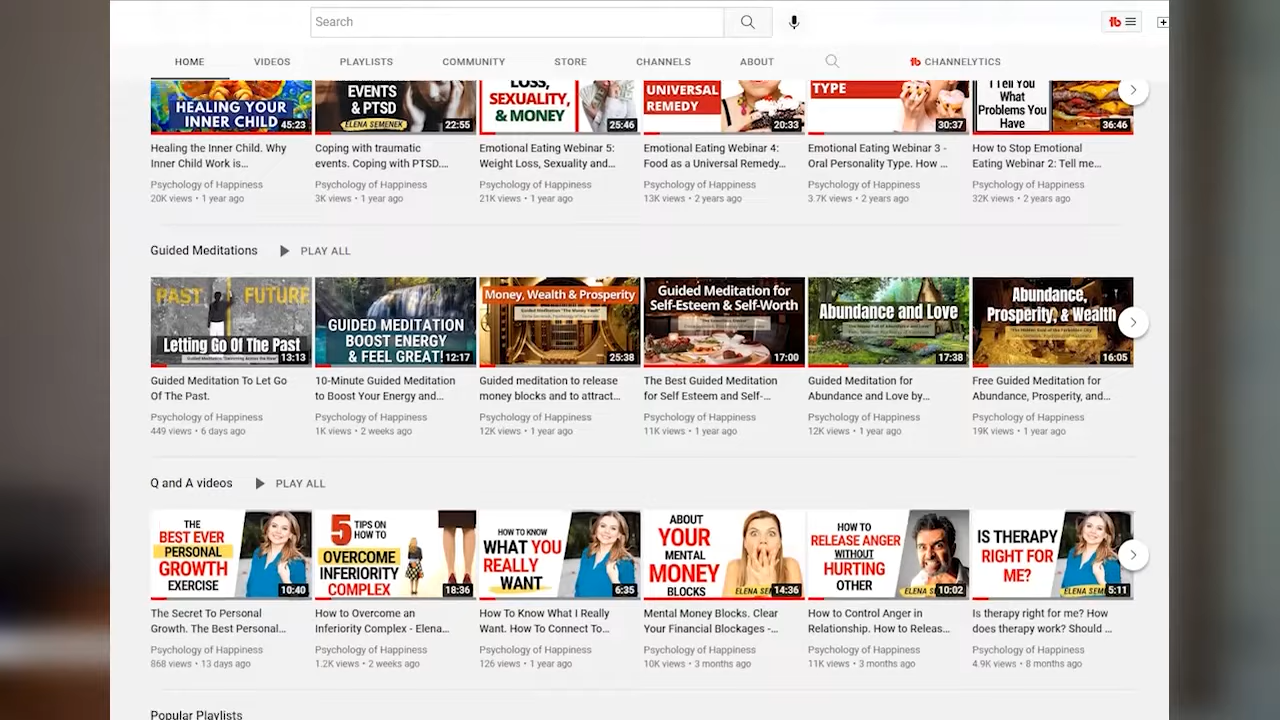 Search
HOME
VIDEOS
PLAYLISTS
COMMUNITY
STORE
CHANNELS
ABOUT
CHANNELYTICS
HEALING YOUR
INNER CHILD
45:23
EVENTS
& PTSD
ELENA SEMENEK
22:55
LOSS,
SEXUALITY,
& MONEY
25:46
UNIVERSAL
REMEDY
20:33
TYPE
30:37
I Tell You
What
Problems You
Have
36:46
Healing the Inner Child. Why
Inner Child Work is...
Psychology of Happiness
20K views • 1 year ago
Coping with traumatic
events. Coping with PTSD....
Psychology of Happiness
3K views • 1 year ago
Emotional Eating Webinar 5:
Weight Loss, Sexuality and...
Psychology of Happiness
21K views • 1 year ago
Emotional Eating Webinar 4:
Food as a Universal Remedy...
Psychology of Happiness
13K views • 2 years ago
Emotional Eating Webinar 3 -
Oral Personality Type. How ...
Psychology of Happiness
3.7K views • 2 years ago
How to Stop Emotional
Eating Webinar 2: Tell me...
Psychology of Happiness
32K views • 2 years ago
Guided Meditations
PLAY ALL
PAST FUTURE
Letting Go Of The Past
13:13
GUIDED MEDITATION
BOOST ENERGY
& FEEL GREAT!
12:17
Money, Wealth & Prosperity
Guided Meditation "The Money Vault"
25:38
Guided Meditation for
Self-Esteem & Self-Worth
17:00
Abundance and Love
17:38
Abundance,
Prosperity, & Wealth
16:05
Guided Meditation To Let Go
Of The Past.
Psychology of Happiness
449 views • 6 days ago
10-Minute Guided Meditation
to Boost Your Energy and...
Psychology of Happiness
1K views • 2 weeks ago
Guided meditation to release
money blocks and to attract...
Psychology of Happiness
12K views • 1 year ago
The Best Guided Meditation
for Self Esteem and Self-...
Psychology of Happiness
11K views • 1 year ago
Guided Meditation for
Abundance and Love by...
Psychology of Happiness
12K views • 1 year ago
Free Guided Meditation for
Abundance, Prosperity, and...
Psychology of Happiness
19K views • 1 year ago
Q and A videos
PLAY ALL
THE
BEST EVER
PERSONAL
GROWTH
EXERCISE
10:40
5 TIPS ON
HOW TO
OVERCOME
INFERIORITY
COMPLEX
18:36
HOW TO KNOW
WHAT YOU
REALLY
WANT
6:35
ABOUT
YOUR
MENTAL
MONEY
BLOCKS
ELENA SE
14:36
HOW TO
RELEASE ANGER
WITHOUT
HURTING
OTHER
ELENA S
10:02
IS THERAPY
RIGHT FOR
ME?
ELENA SEM
5:11
The Secret To Personal
Growth. The Best Personal...
Psychology of Happiness
868 views • 13 days ago
How to Overcome an
Inferiority Complex - Elena...
Psychology of Happiness
1.2K views • 2 weeks ago
How To Know What I Really
Want. How To Connect To...
Psychology of Happiness
126 views • 1 year ago
Mental Money Blocks. Clear
Your Financial Blockages -...
Psychology of Happiness
10K views • 3 months ago
How to Control Anger in
Relationship. How to Releas...
Psychology of Happiness
11K views • 3 months ago
Is therapy right for me? How
does therapy work? Should ...
Psychology of Happiness
4.9K views • 8 months ago
Popular Playlists